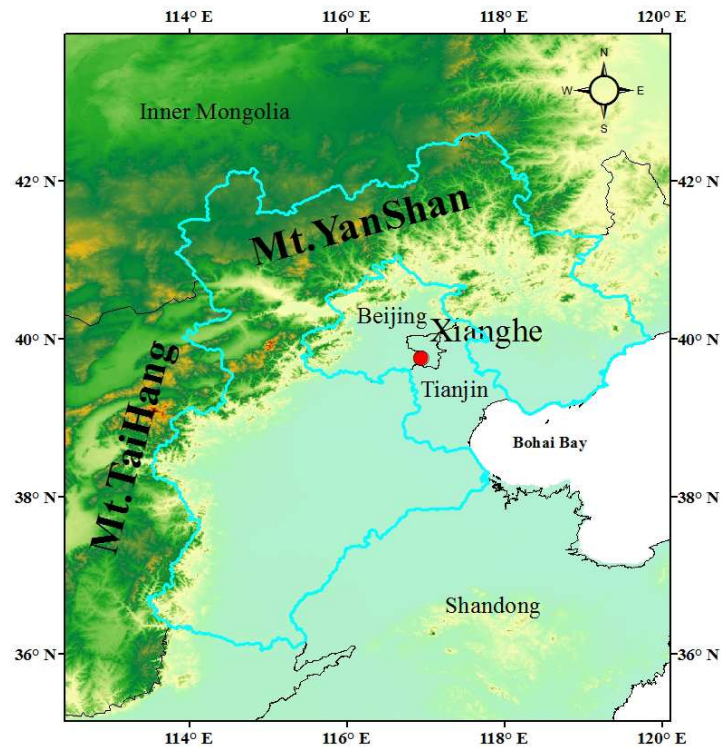 114° E 116° E 118° E 120° E
N
W E
S
Inner Mongolia
42° N 42° N
Mt.YanShan
Beijing
Xianghe
40° N 40° N
Tianjin
Mt.TaiHang
Bohai Bay
38° N 38° N
Shandong
36° N 36° N
114° E 116° E 118° E 120° E